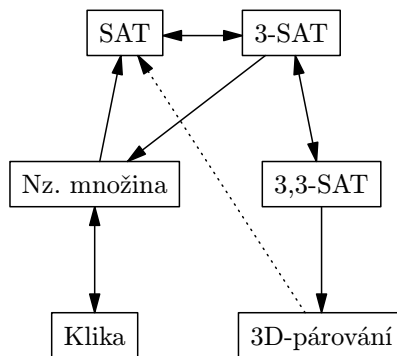 SAT
3-SAT
Nz. množina
3,3-SAT
Klika
3D-párování